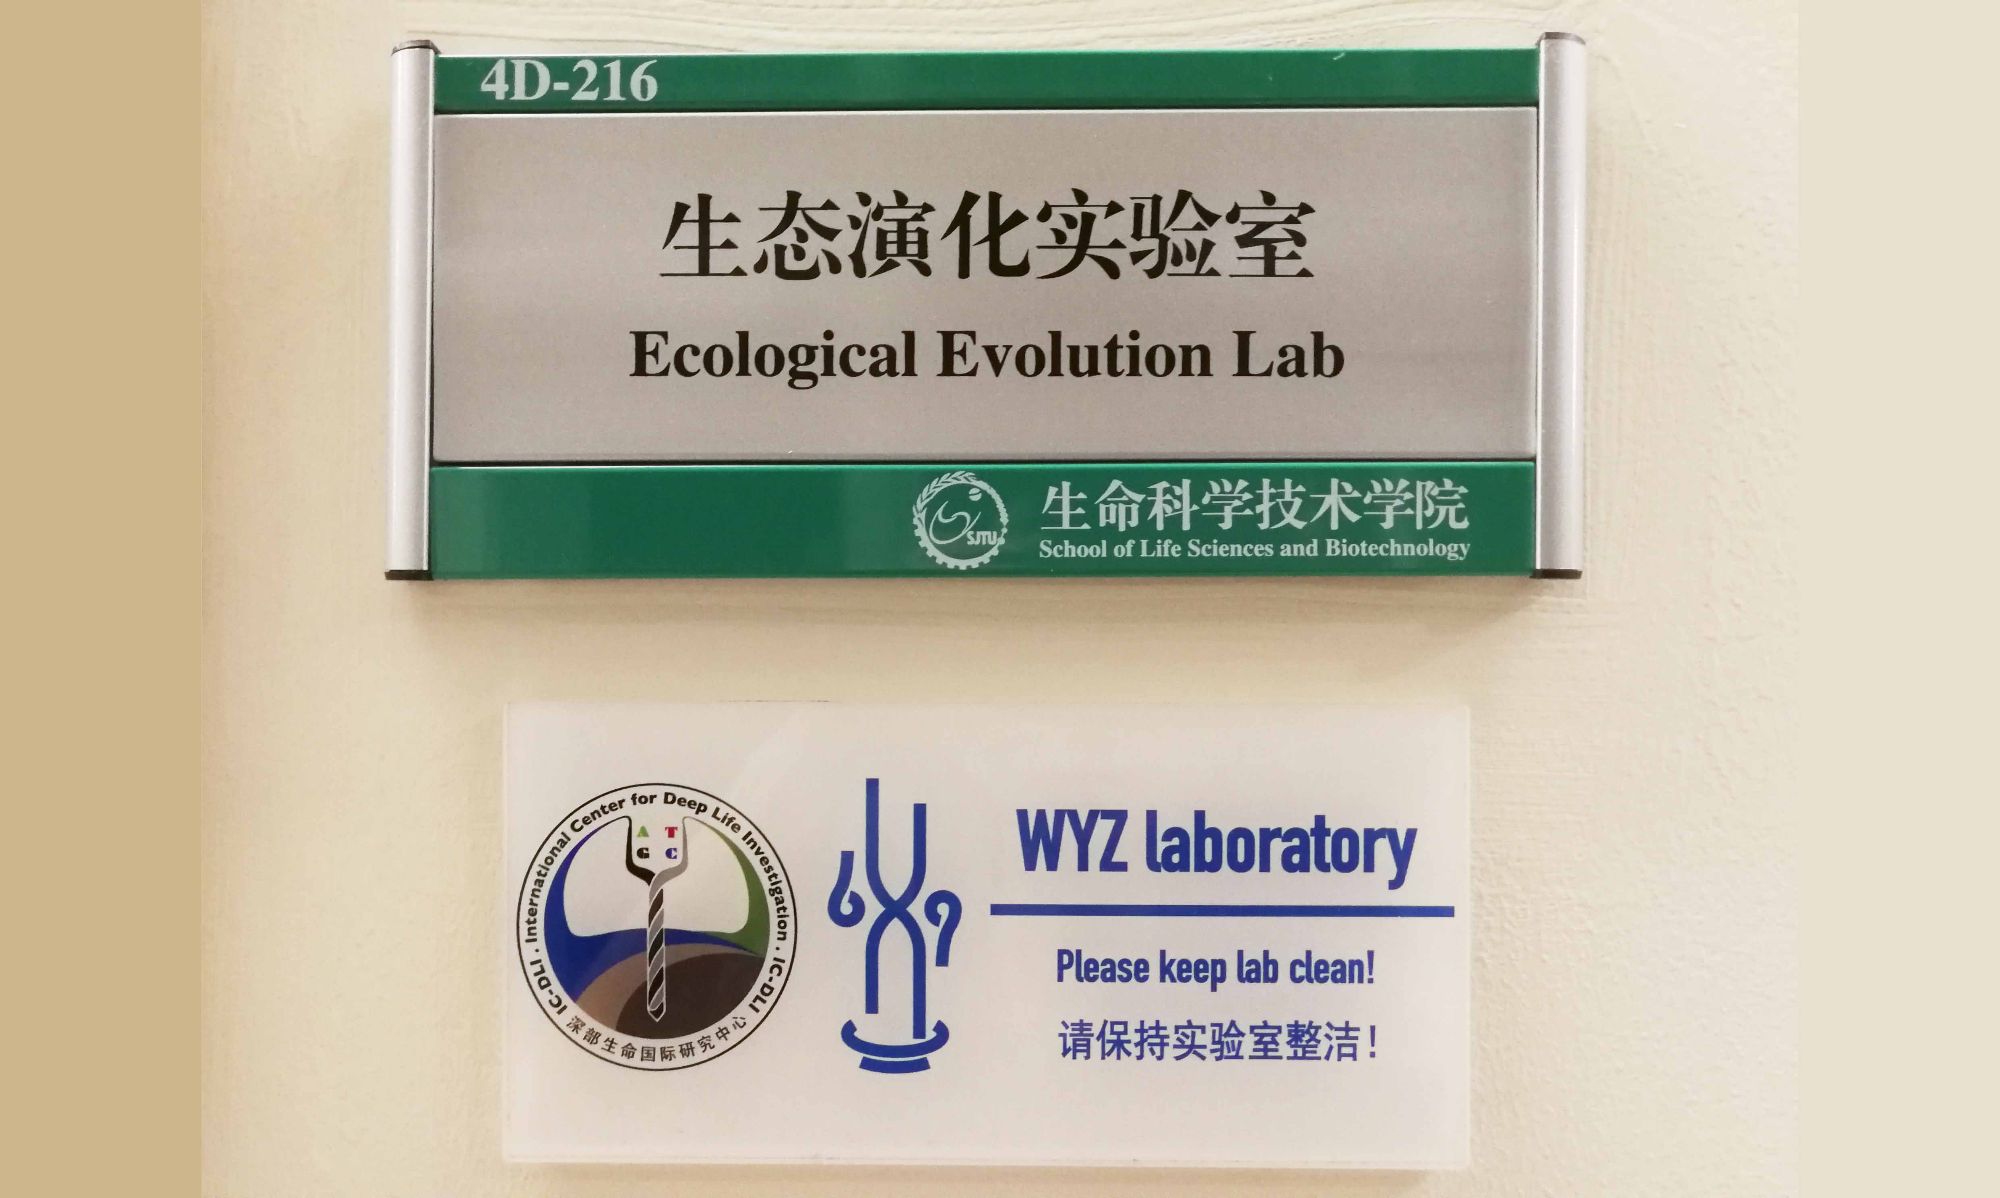 4D-216
生态演化实验室
Ecological Evolution Lab
SJTU
生命科学技术学院
School of Life Sciences and Biotechnology
IC-DLI . International Center for Deep Life Investigation . IC-DLI
A T
G C
深部生命国际研究中心
WYZ laboratory
Please keep lab clean!
请保持实验室整洁！